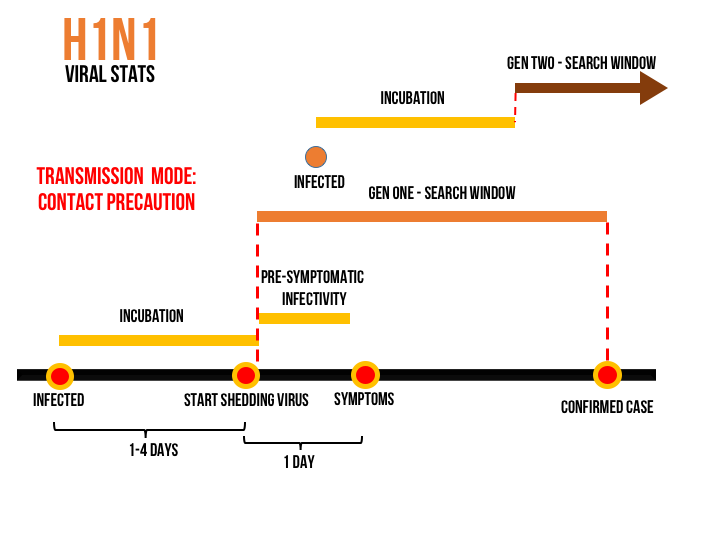 H1N1
VIRAL STATS
GEN TWO - SEARCH WINDOW
INCUBATION
TRANSMISSION MODE:
CONTACT PRECAUTION
INFECTED
GEN ONE - SEARCH WINDOW
PRE-SYMPTOMATIC
INFECTIVITY
INCUBATION
INFECTED
START SHEDDING VIRUS
SYMPTOMS
CONFIRMED CASE
1-4 DAYS
1 DAY